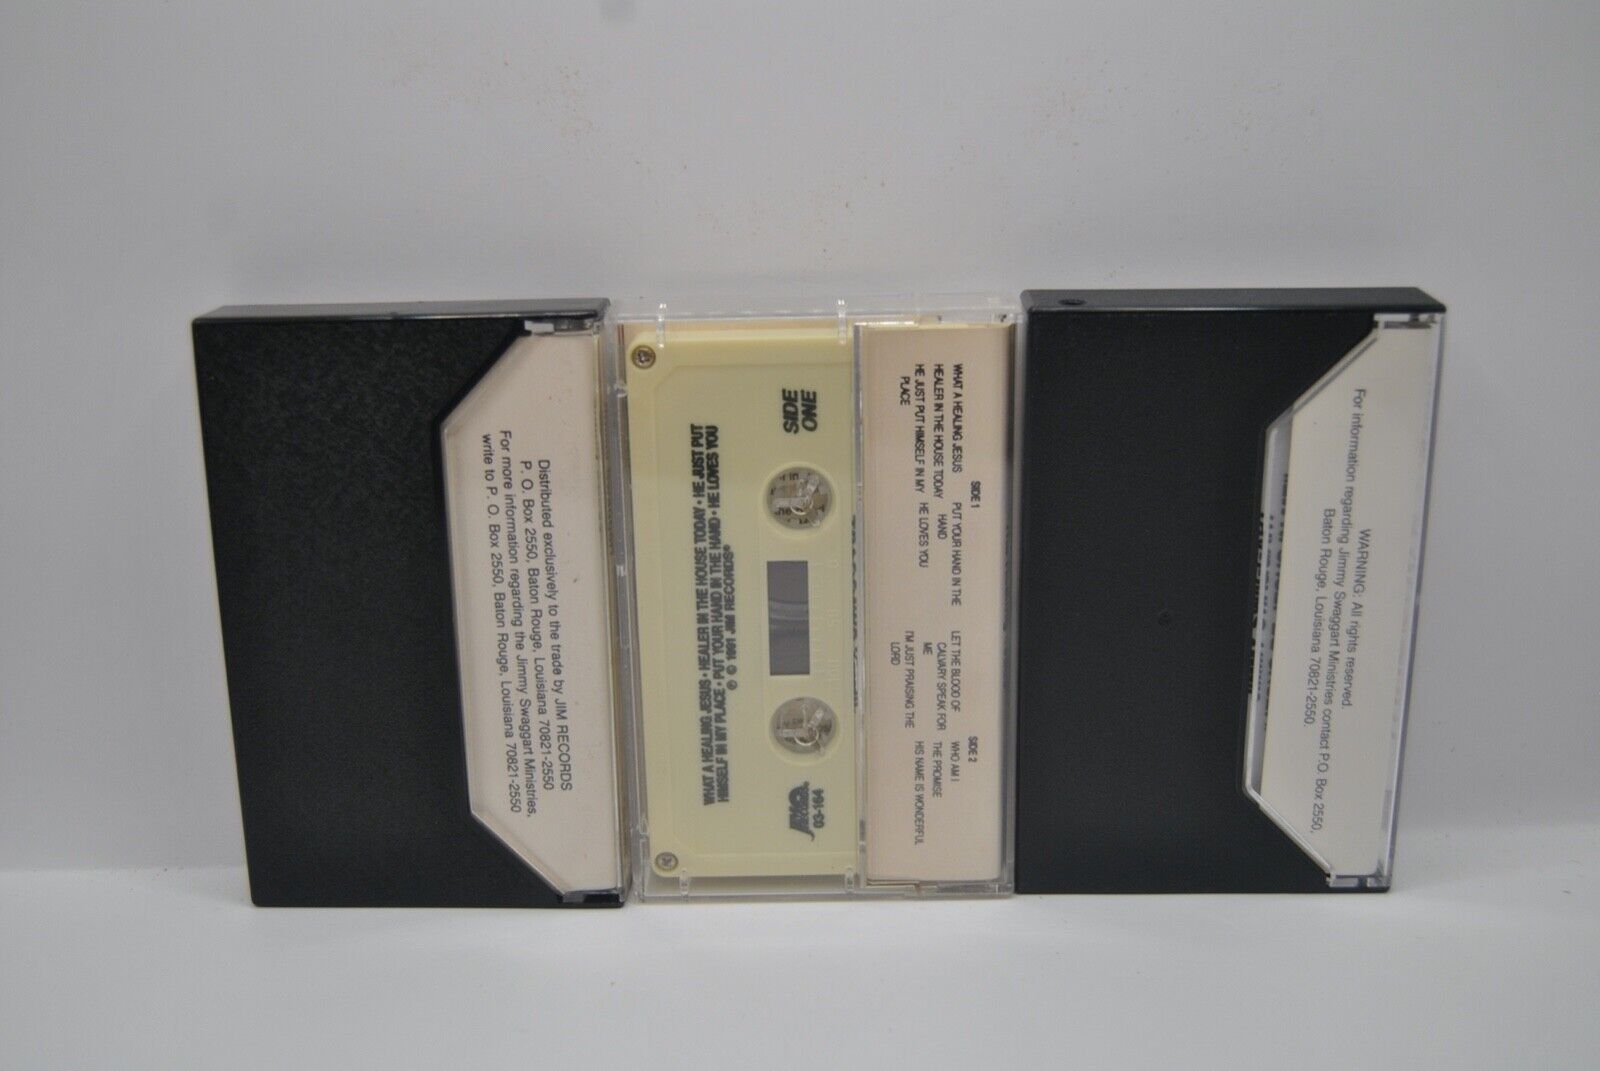 Distributed exclusively to the trade by JIM RECORDS
P. O. Box 2550, Baton Rouge, Louisiana 70821-2550
For more information regarding the Jimmy Swaggart Ministries,
write to P. O. Box 2550, Baton Rouge, Louisiana 70821-2550
SIDE
ONE
03-164
℗ © 1981 JIM RECORDS®
WHAT A HEALING JESUS • HEALER IN THE HOUSE TODAY • HE JUST PUT
HIMSELF IN MY PLACE • PUT YOUR HAND IN THE HAND • HE LOVES YOU
SIDE 1
WHAT A HEALING JESUS
HEALER IN THE HOUSE TODAY
HE JUST PUT HIMSELF IN MY
PLACE
PUT YOUR HAND IN THE
HAND
HE LOVES YOU
SIDE 2
LET THE BLOOD OF
CALVARY SPEAK FOR
ME
I'M JUST PRAISING THE
LORD
WHO AM I
THE PROMISE
HIS NAME IS WONDERFUL
WARNING: All rights reserved.
For information regarding Jimmy Swaggart Ministries contact P.O. Box 2550,
Baton Rouge, Louisiana 70821-2550.